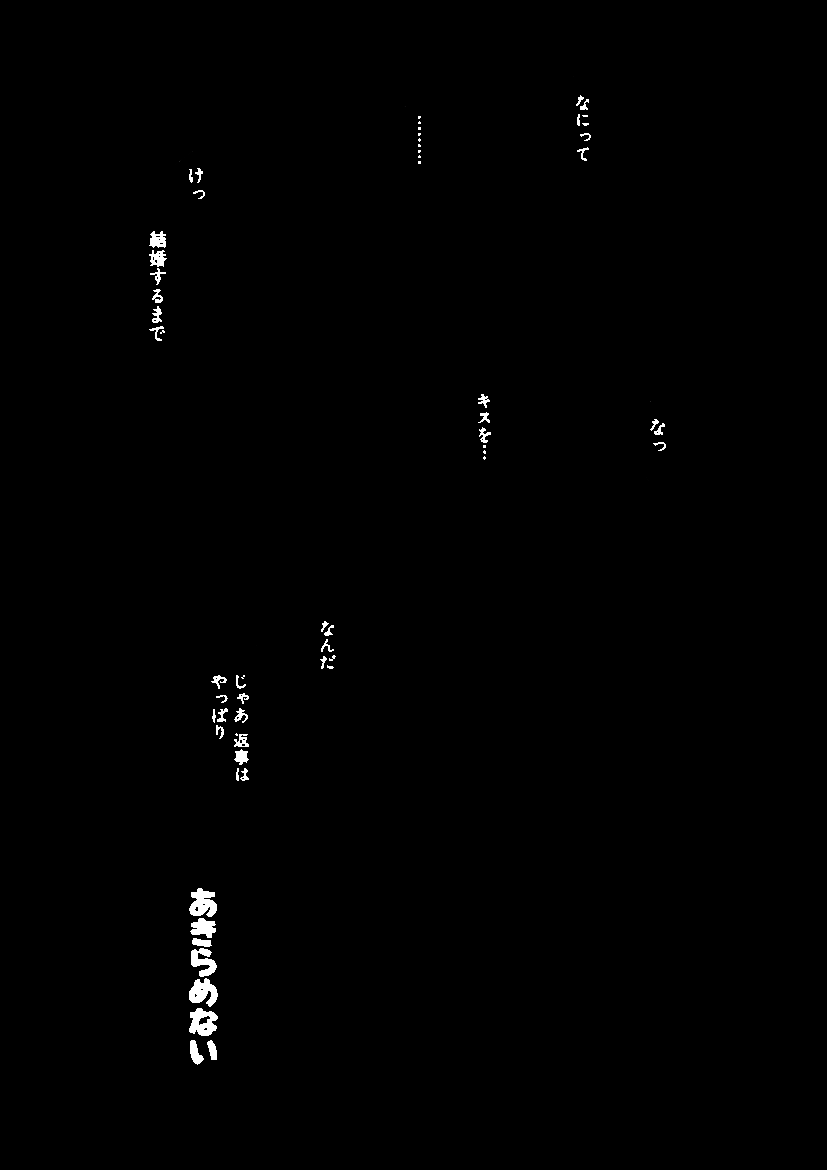 なにって
………
けっ
結婚するまで
なっ
キスを…
なんだ
じゃあ 返事は
やっぱり
あきらめない